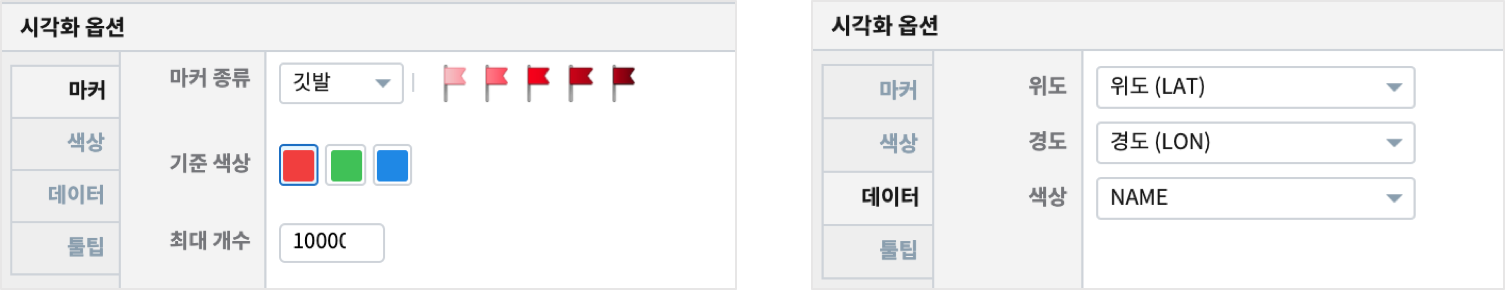 시각화 옵션
마커
색상
데이터
툴팁
마커 종류
깃발
기준 색상
최대 개수
10000
시각화 옵션
마커
색상
데이터
툴팁
위도
위도 (LAT)
경도
경도 (LON)
색상
NAME